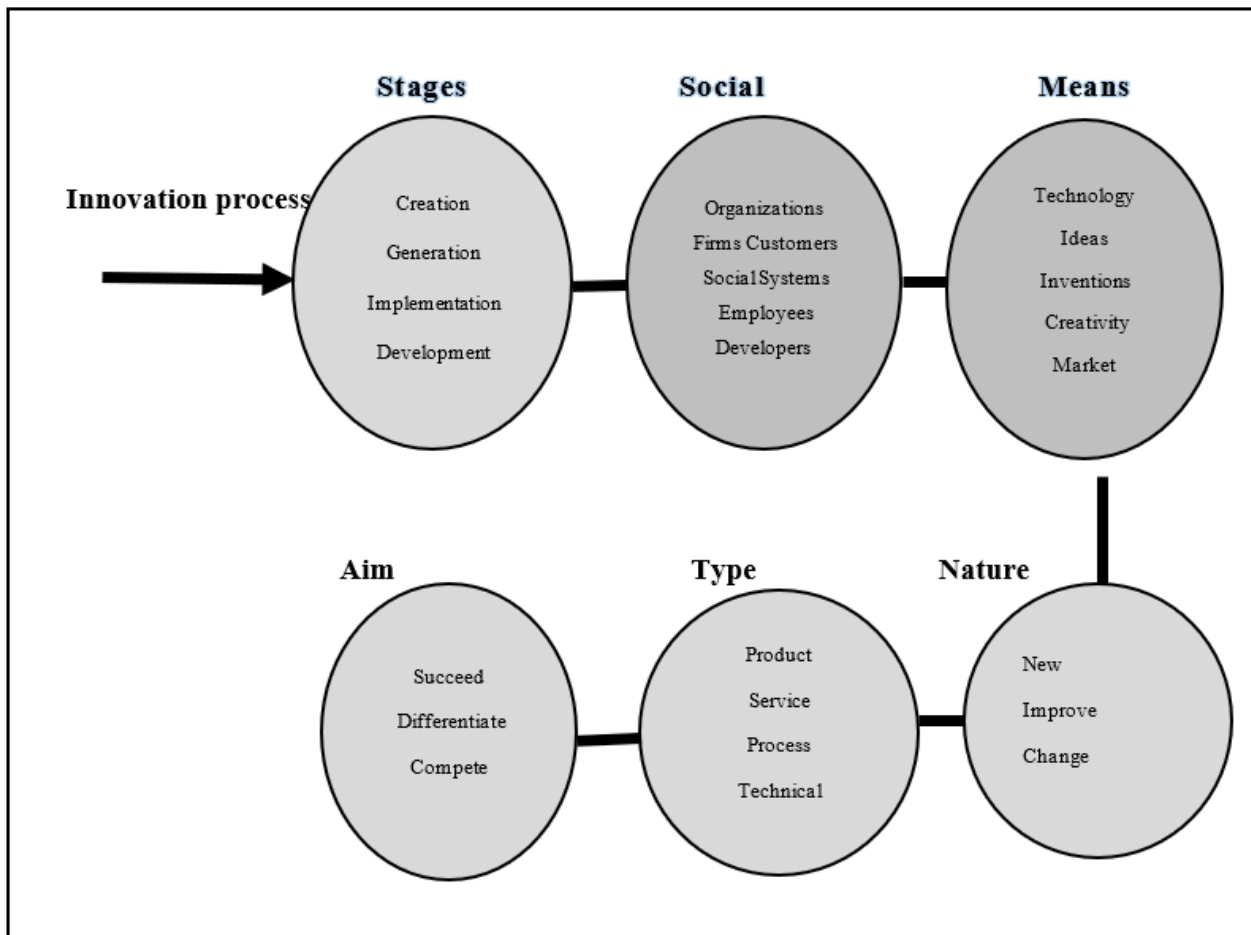 Stages
Social
Means
Innovation process
Creation
Generation
Implementation
Development
Organizations
Firms Customers
Social Systems
Employees
Developers
Technology
Ideas
Inventions
Creativity
Market
Aim
Type
Nature
Succeed
Differentiate
Compete
Product
Service
Process
Technical
New
Improve
Change